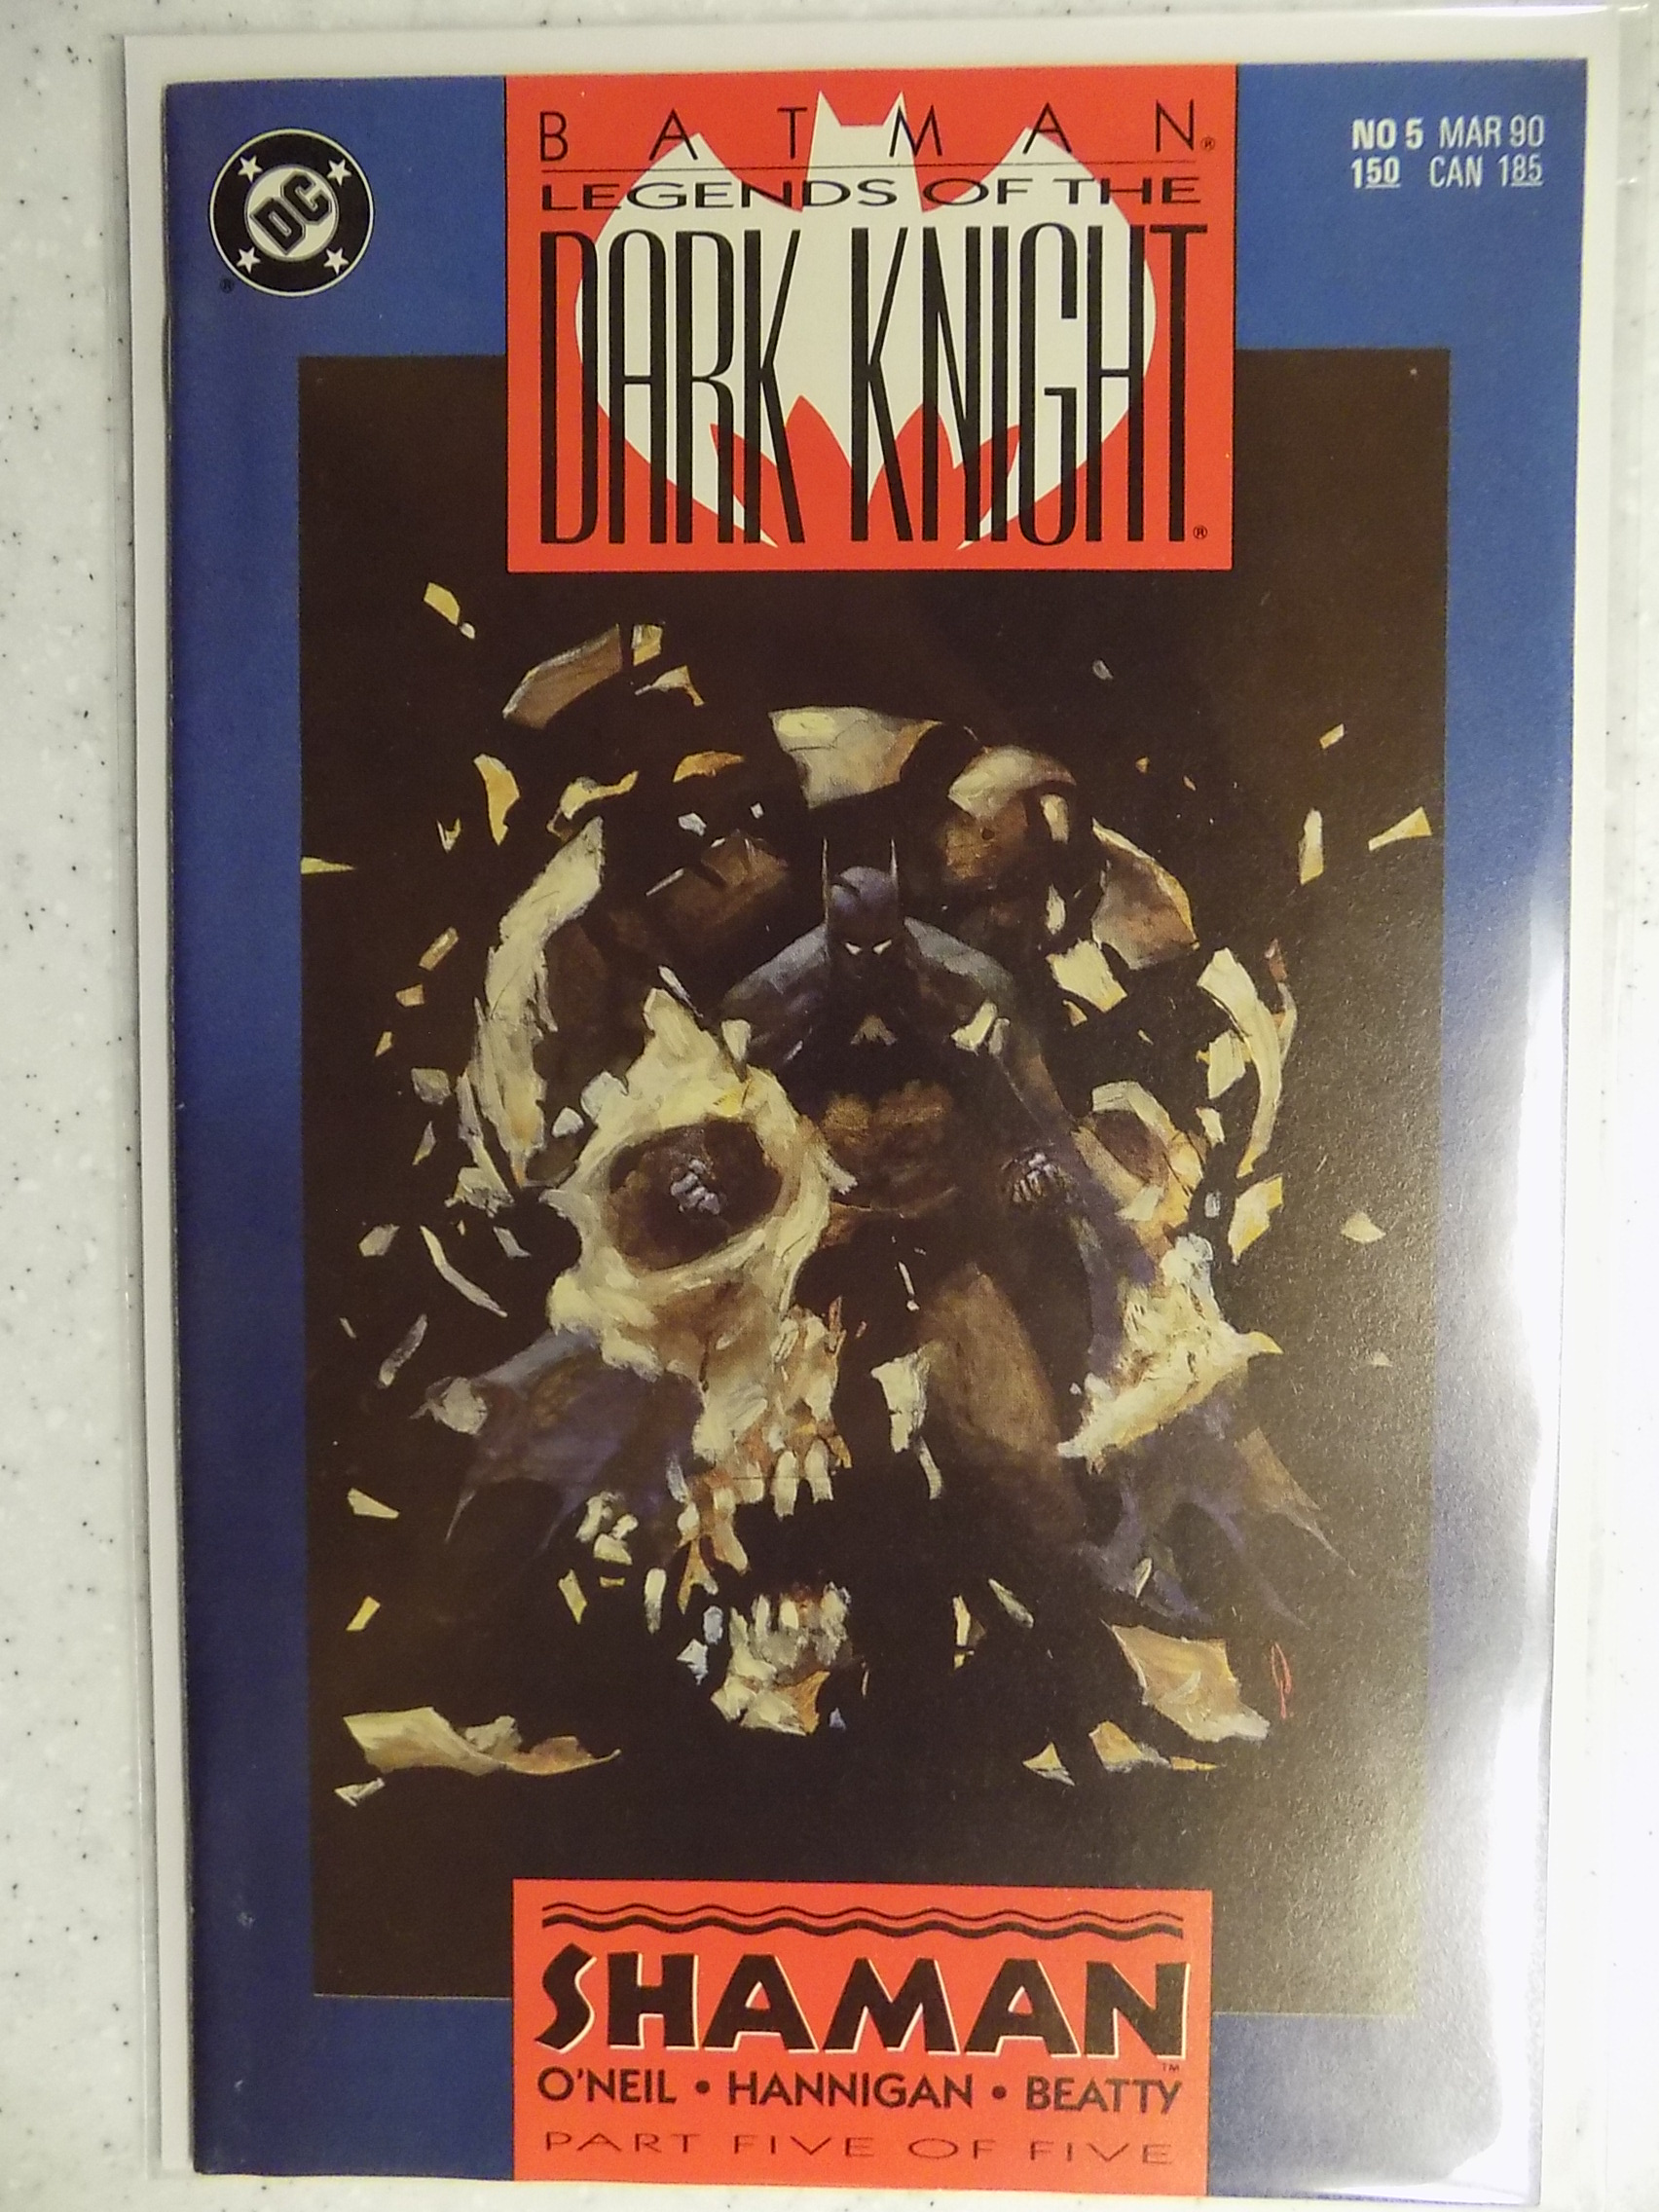 DC
®
BATMAN®
LEGENDS OF THE
DARK KNIGHT®
NO 5 MAR 90
150 CAN 185
SHAMAN™
O'NEIL • HANNIGAN • BEATTY
PART FIVE OF FIVE